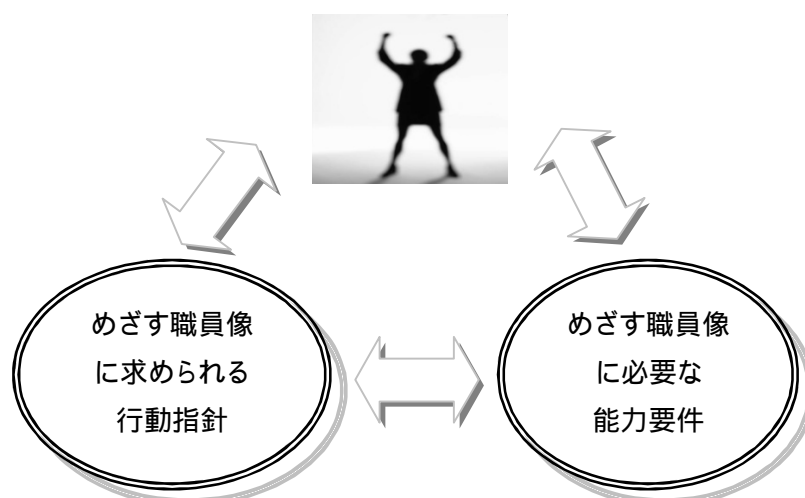 めざす職員像
に求められる
行動指針
めざす職員像
に必要な
能力要件